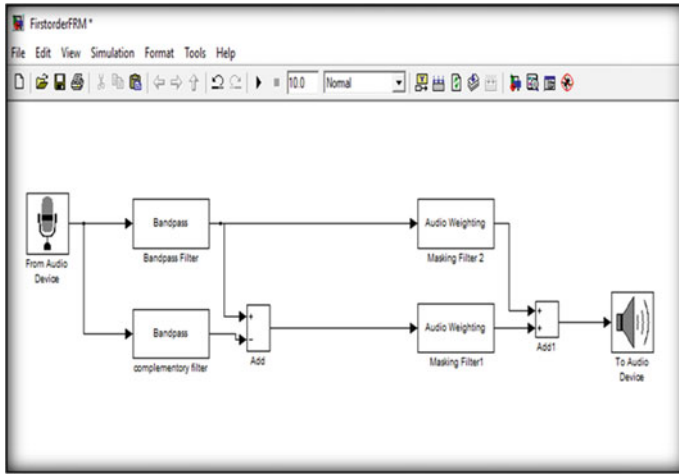 FirstorderFRM *
File Edit View Simulation Format Tools Help
10.0 Normal
Bandpass
Audio Weighting
From Audio
Device
Bandpass Filter
Masking Filter 2
Bandpass
Audio Weighting
complementory filter
Add
Masking Filter1
Add1
To Audio
Device